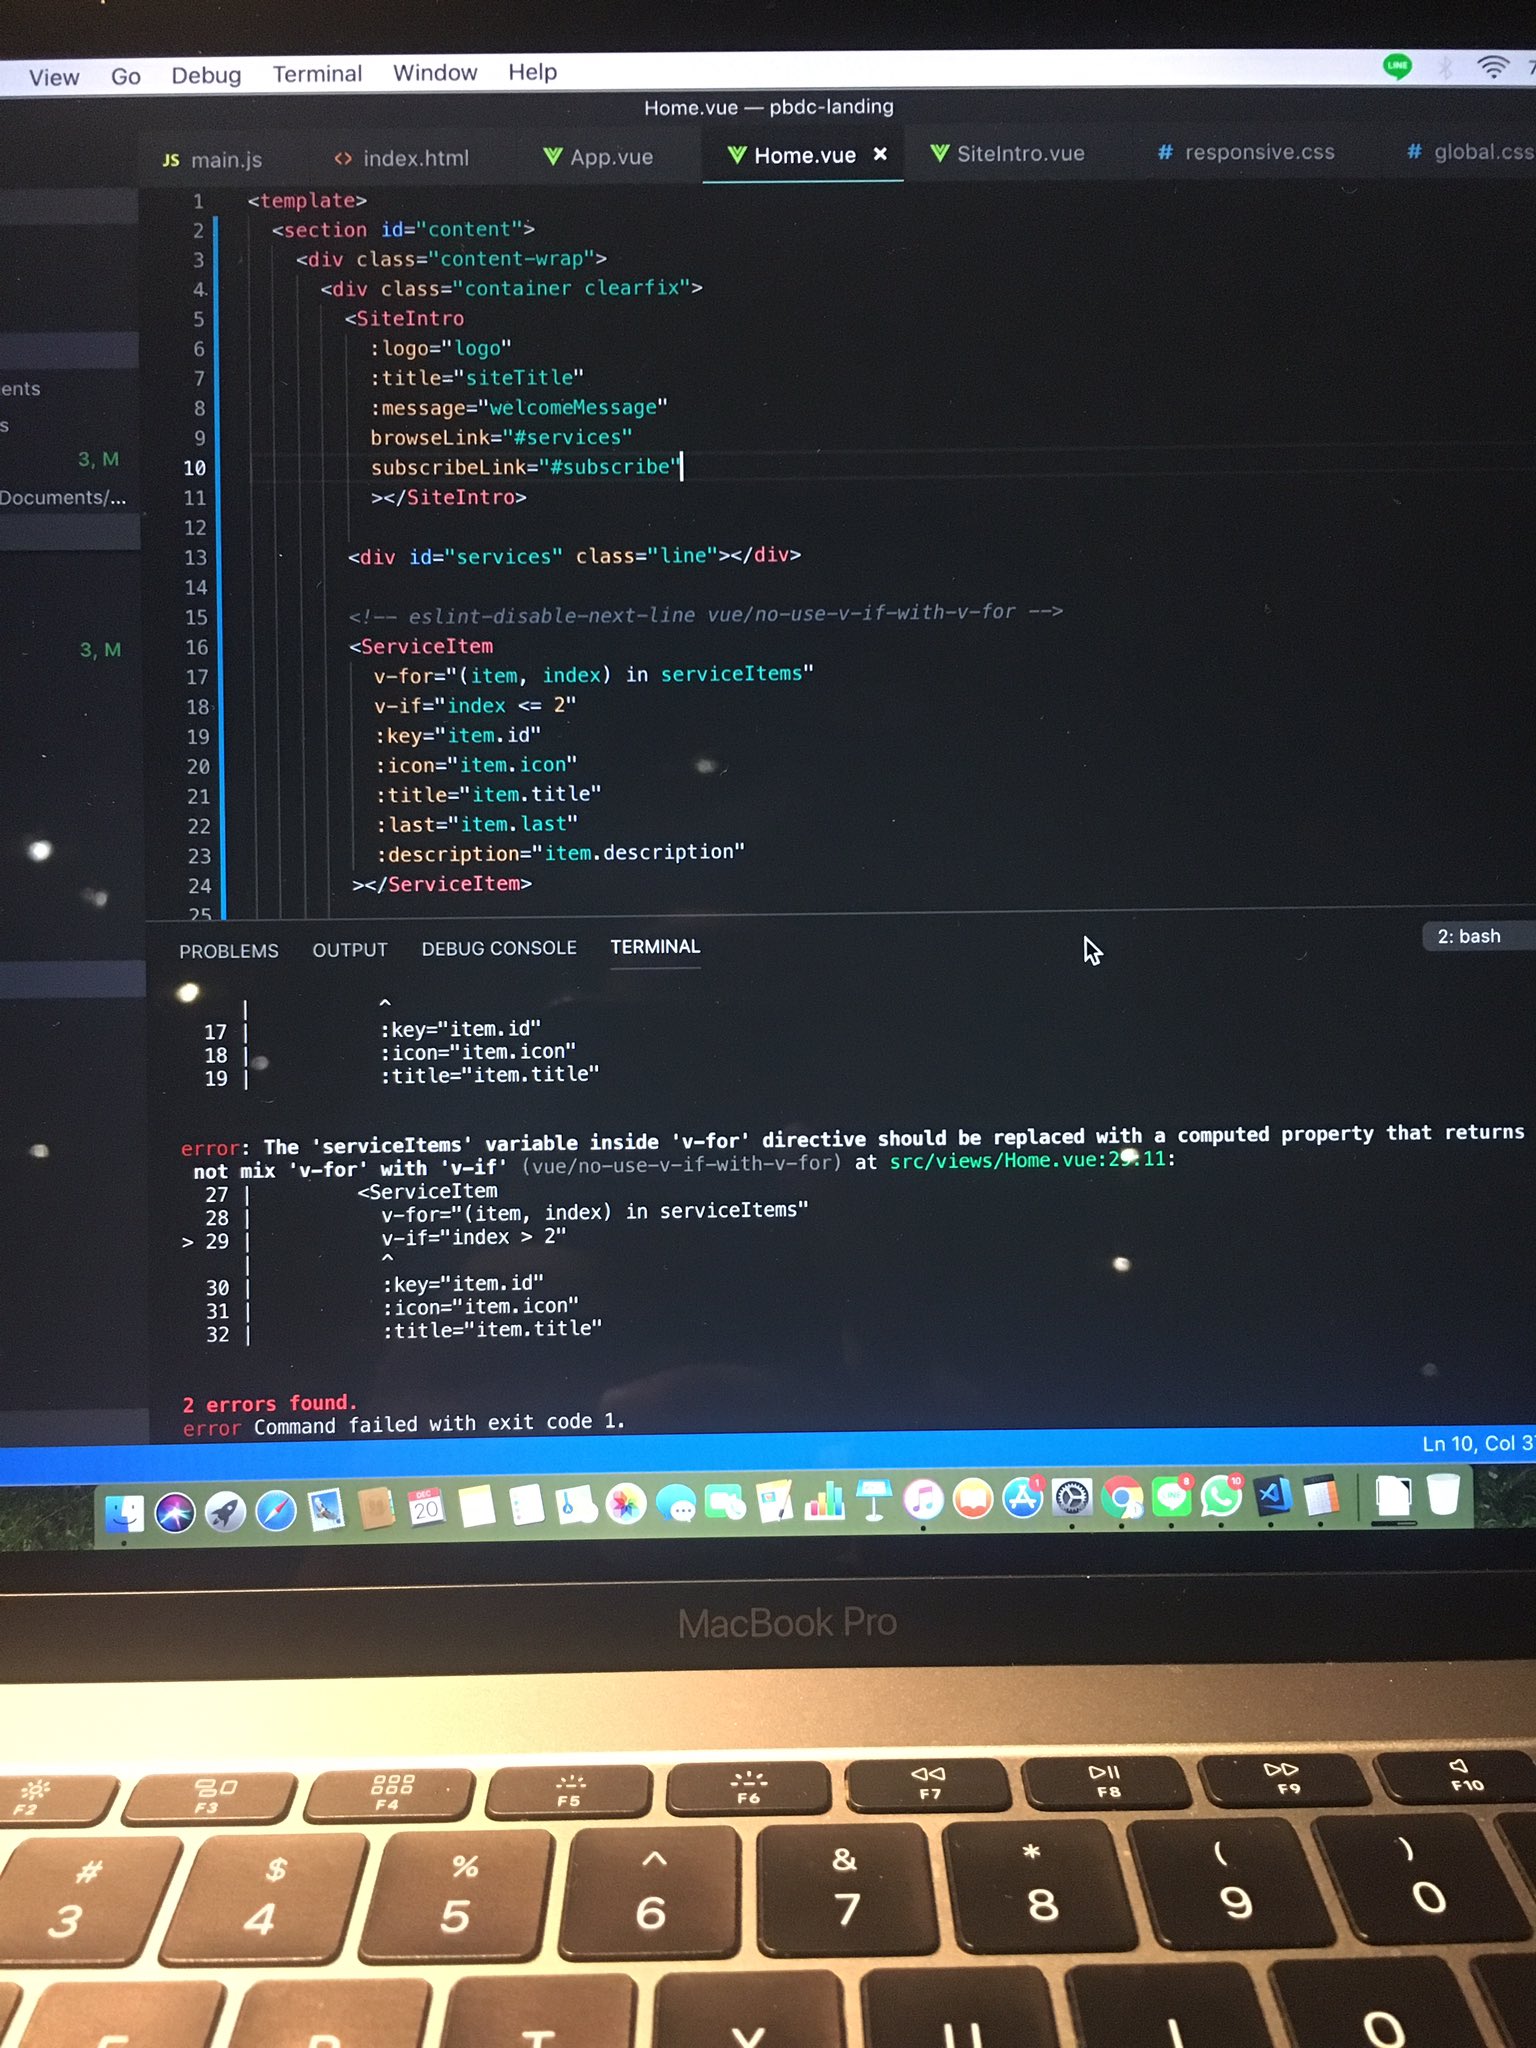 View Go Debug Terminal Window Help LINE 7
Home.vue — pbdc-landing
JS main.js <> index.html App.vue Home.vue × SiteIntro.vue # responsive.css # global.css
1 <template>
2 <section id="content">
3 <div class="content-wrap">
4 <div class="container clearfix">
5 <SiteIntro
6 :logo="logo"
7 :title="siteTitle"
ents
8 :message="welcomeMessage"
s
9 browseLink="#services"
3, M
10 subscribeLink="#subscribe"
Documents/...
11 ></SiteIntro>
12
13 <div id="services" class="line"></div>
14
15 <!-- eslint-disable-next-line vue/no-use-v-if-with-v-for -->
3, M
16 <ServiceItem
17 v-for="(item, index) in serviceItems"
18 v-if="index <= 2"
19 :key="item.id"
20 :icon="item.icon"
21 :title="item.title"
22 :last="item.last"
23 :description="item.description"
24 ></ServiceItem>
25
PROBLEMS OUTPUT DEBUG CONSOLE TERMINAL 2: bash
| ^
17 | :key="item.id"
18 | :icon="item.icon"
19 | :title="item.title"
error: The 'serviceItems' variable inside 'v-for' directive should be replaced with a computed property that returns
not mix 'v-for' with 'v-if' (vue/no-use-v-if-with-v-for) at src/views/Home.vue:29:11:
27 | <ServiceItem
28 | v-for="(item, index) in serviceItems"
> 29 | v-if="index > 2"
| ^
30 | :key="item.id"
31 | :icon="item.icon"
32 | :title="item.title"
2 errors found.
error Command failed with exit code 1.
Ln 10, Col 37
DEC 20 1 8 10
MacBook Pro
F2 F3 F4 F5 F6 F7 F8 F9 F10
# $ % ^ & * ( )
3 4 5 6 7 8 9 0
E R T Y U I O